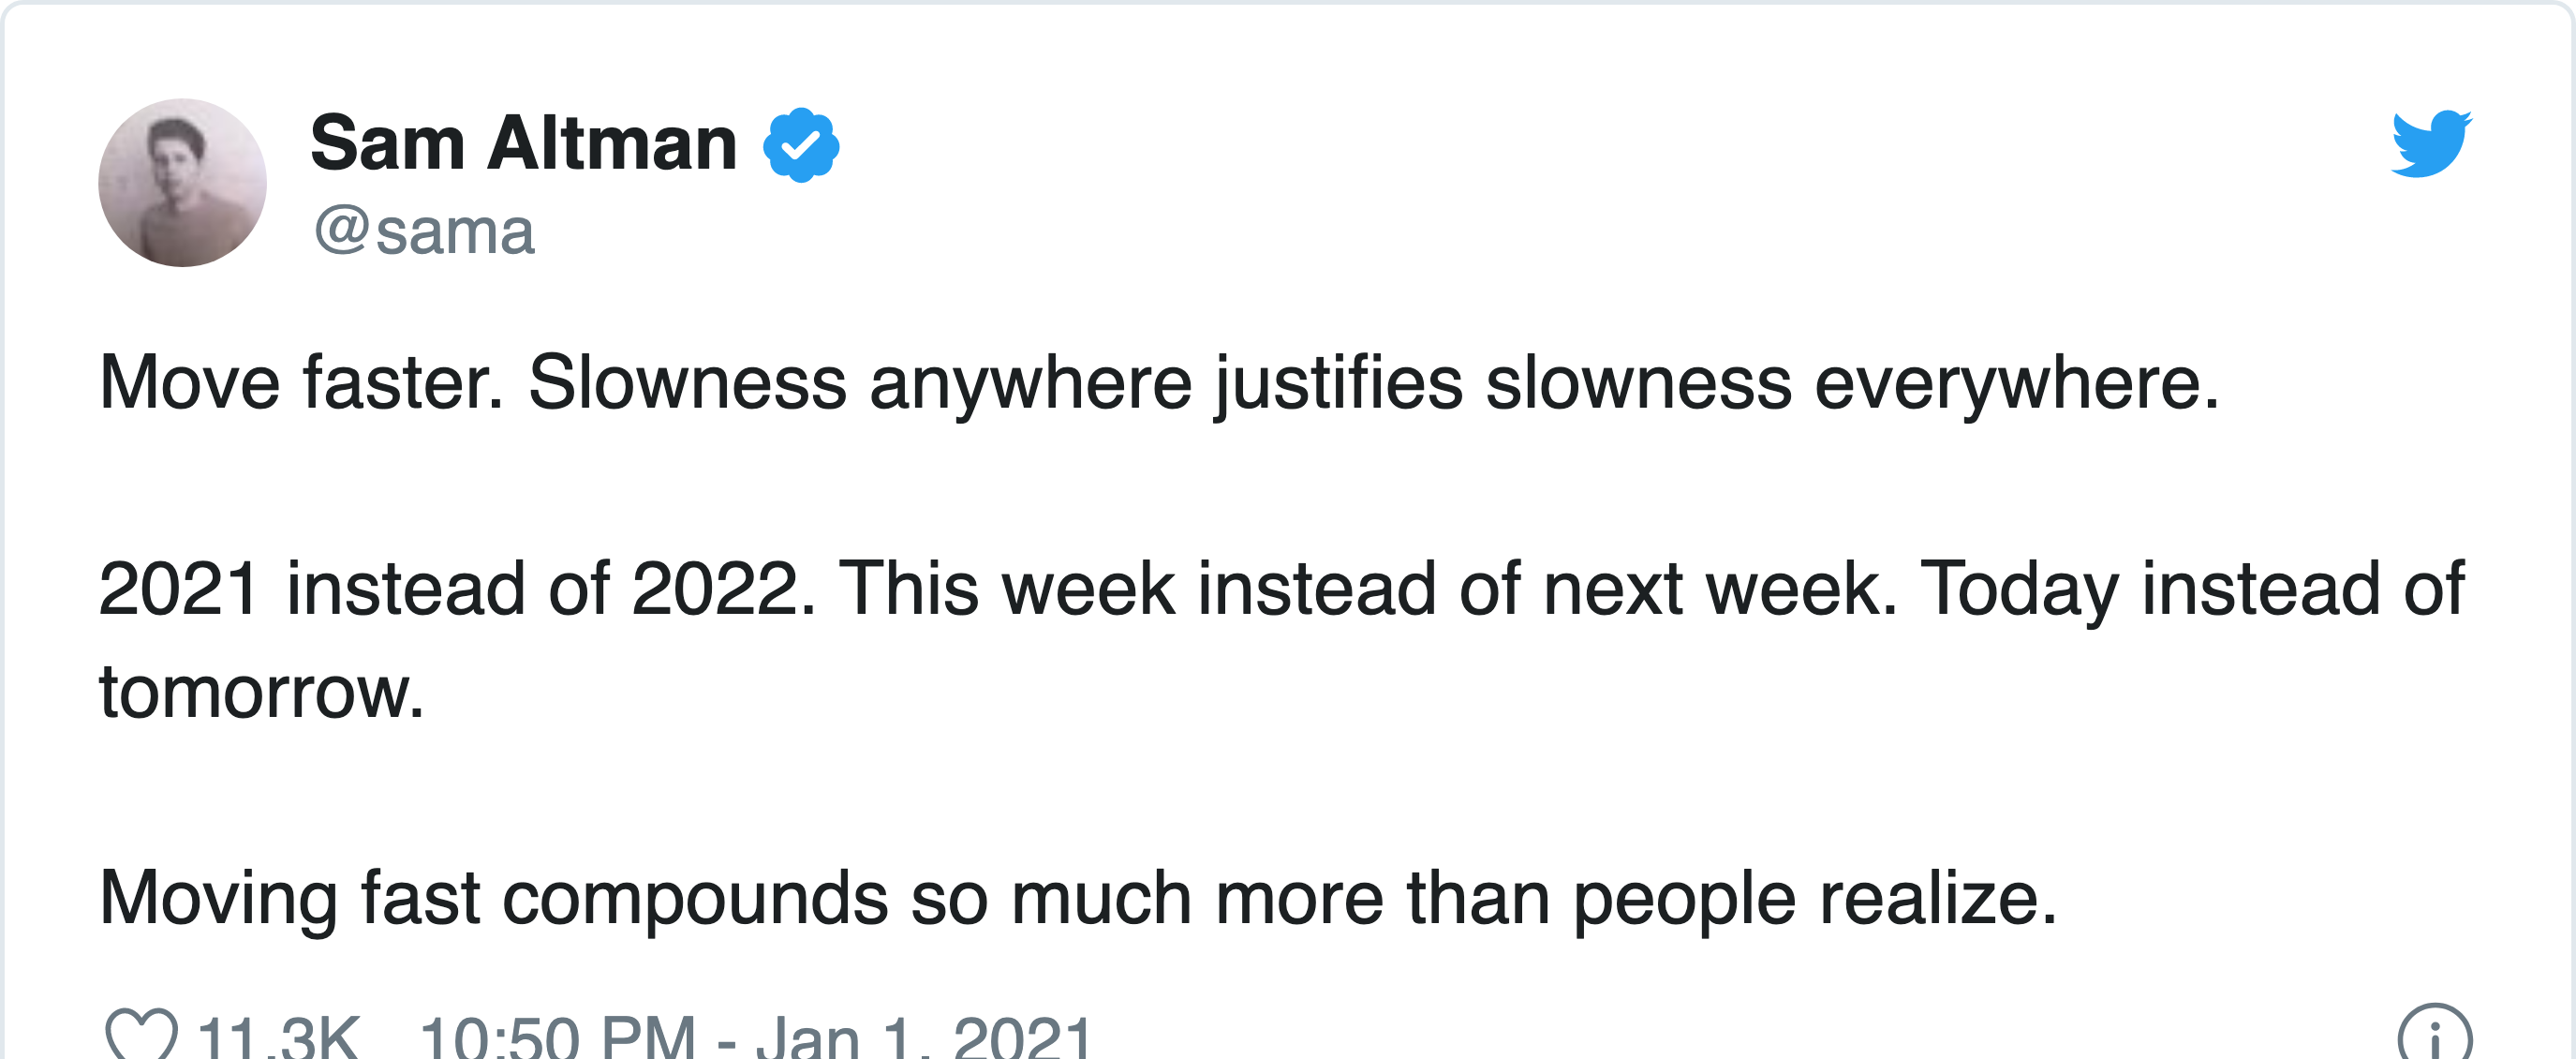 Sam Altman
@sama
Move faster. Slowness anywhere justifies slowness everywhere.
2021 instead of 2022. This week instead of next week. Today instead of
tomorrow.
Moving fast compounds so much more than people realize.
11.3K 10:50 PM - Jan 1, 2021